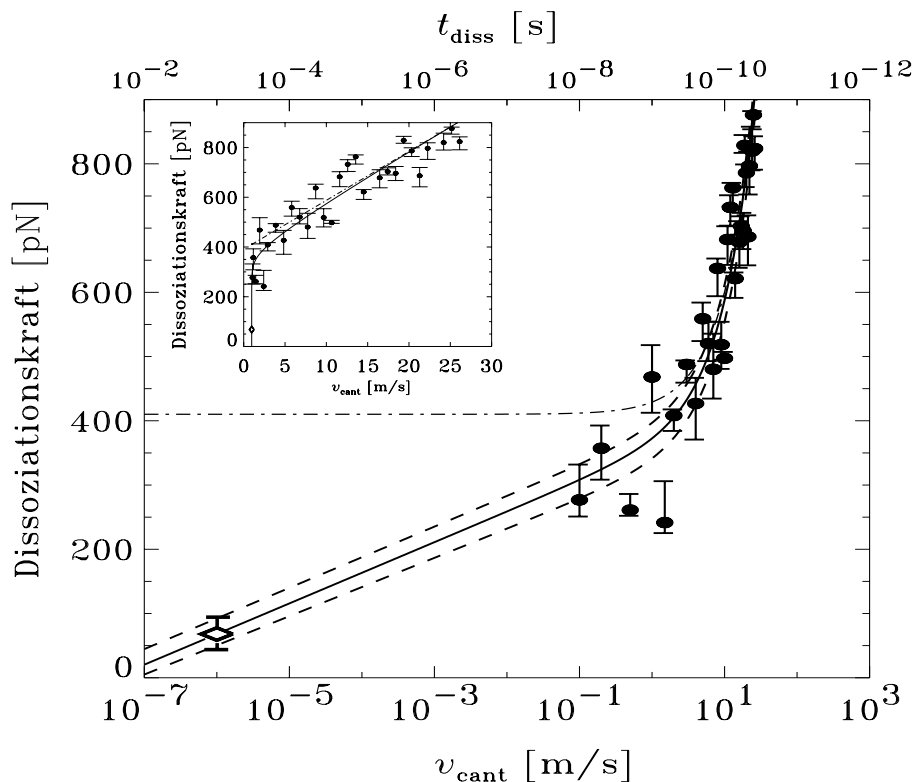 t_diss [s]
10^-2 10^-4 10^-6 10^-8 10^-10 10^-12
Dissoziationskraft [pN]
800
600
400
200
0
10^-7 10^-5 10^-3 10^-1 10^1 10^3
v_cant [m/s]
Dissoziationskraft [pN]
800
600
400
200
0
0 5 10 15 20 25 30
v_cant [m/s]